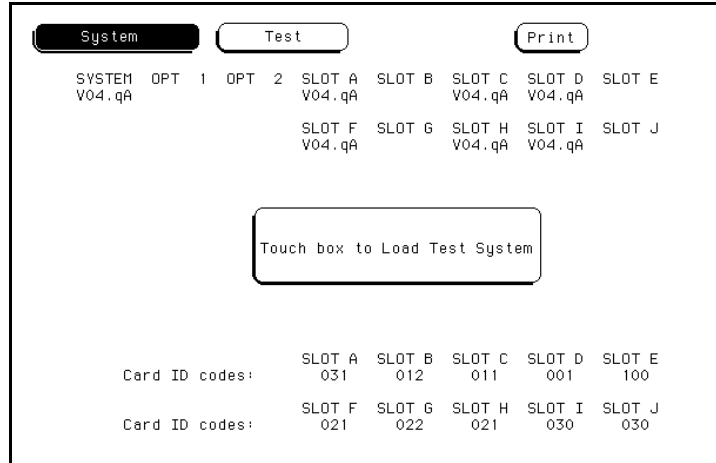 System Test Print
SYSTEM OPT 1 OPT 2 SLOT A SLOT B SLOT C SLOT D SLOT E
V04.qA V04.qA V04.qA V04.qA
SLOT F SLOT G SLOT H SLOT I SLOT J
V04.qA V04.qA V04.qA
Touch box to Load Test System
SLOT A SLOT B SLOT C SLOT D SLOT E
Card ID codes: 031 012 011 001 100
SLOT F SLOT G SLOT H SLOT I SLOT J
Card ID codes: 021 022 021 030 030